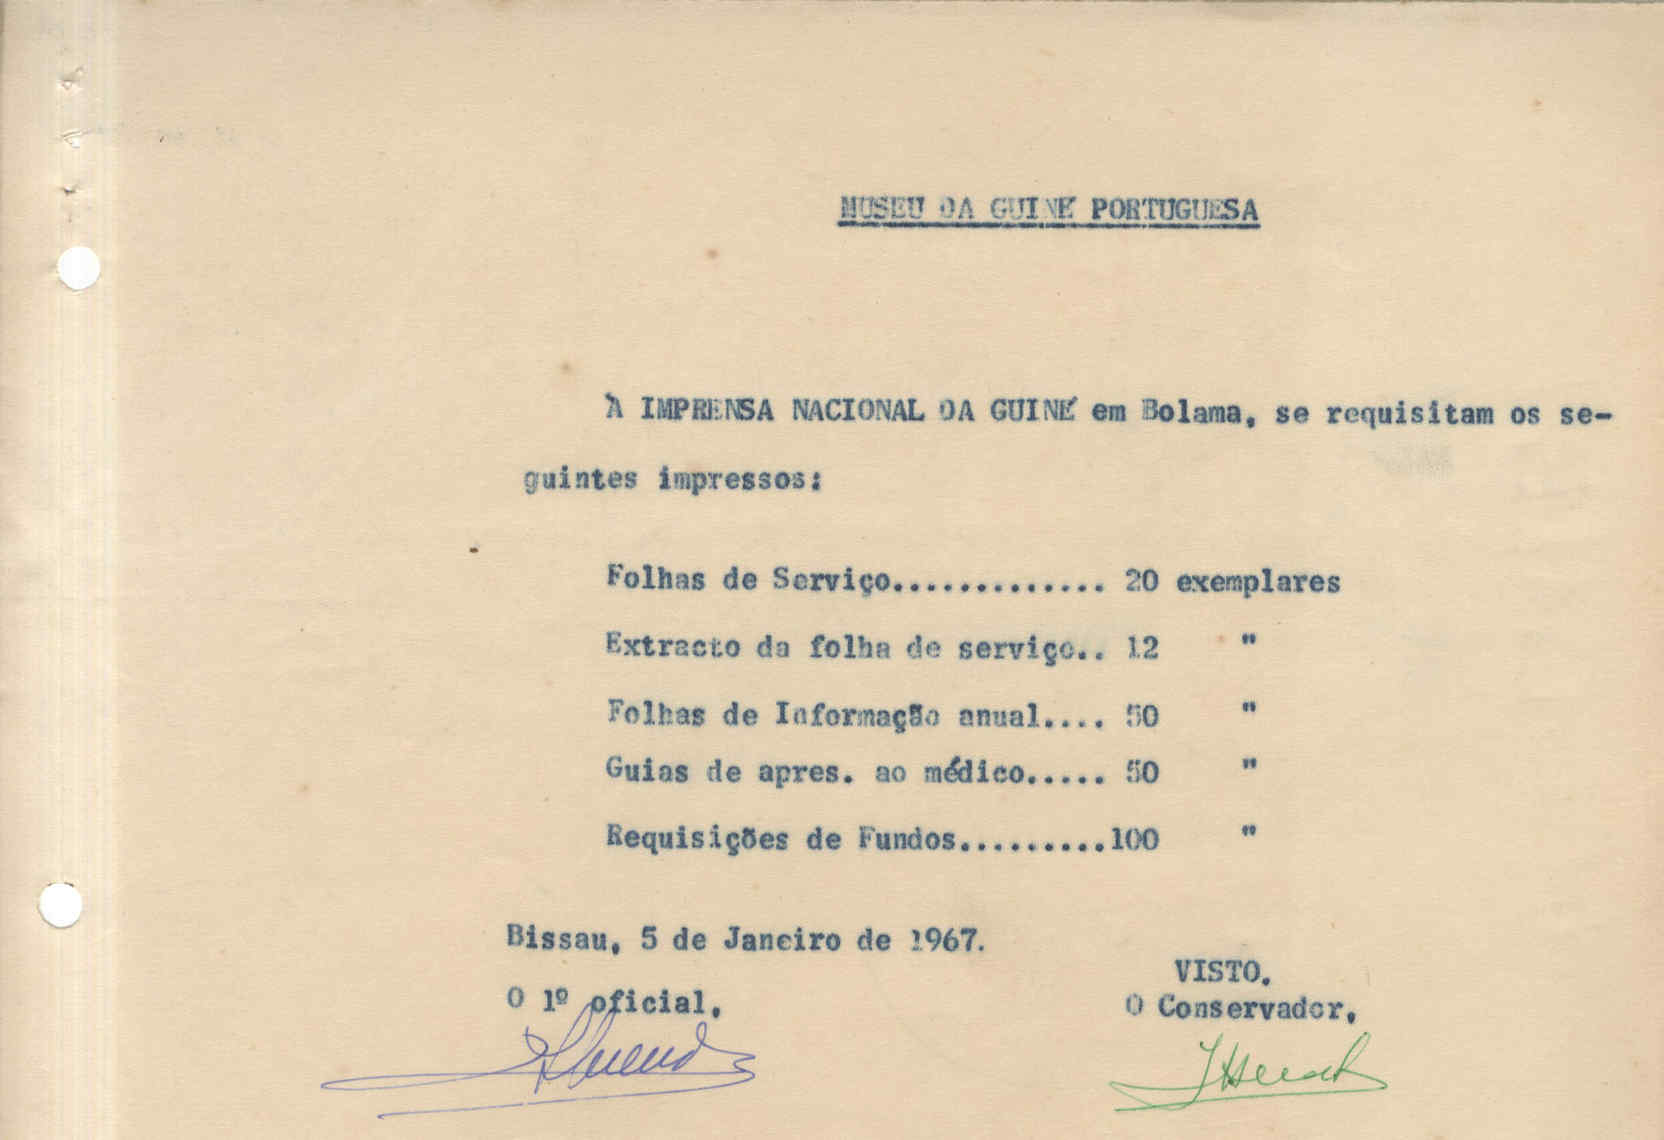 MUSEU DA GUINÉ PORTUGUESA
À IMPRENSA NACIONAL DA GUINÉ em Bolama, se requisitam os se-
guintes impressos:
Folhas de Serviço............. 20 exemplares
Extracto da folha de serviço.. 12 "
Folhas de Informação anual.... 50 "
Guias de apres. ao médico..... 50 "
Requisições de Fundos.........100 "
Bissau, 5 de Janeiro de 1967.
VISTO.
O 1º oficial,
O Conservador,